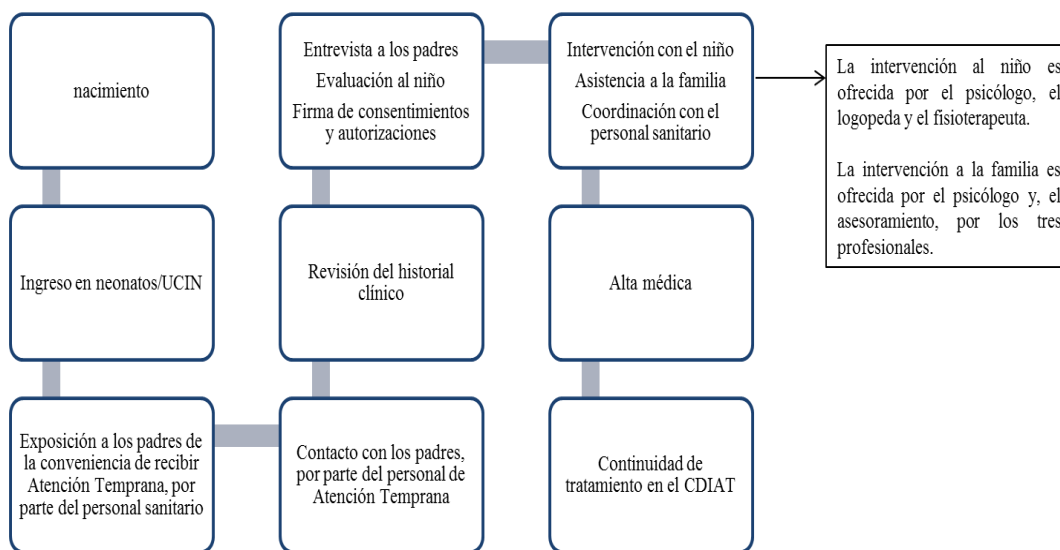 nacimiento
Ingreso en neonatos/UCIN
Exposición a los padres de
la conveniencia de recibir
Atención Temprana, por
parte del personal sanitario
Contacto con los padres,
por parte del personal de
Atención Temprana
Revisión del historial
clínico
Entrevista a los padres
Evaluación al niño
Firma de consentimientos
y autorizaciones
Intervención con el niño
Asistencia a la familia
Coordinación con el
personal sanitario
La intervención al niño es
ofrecida por el psicólogo, el
logopeda y el fisioterapeuta.
La intervención a la familia es
ofrecida por el psicólogo y, el
asesoramiento, por los tres
profesionales.
Alta médica
Continuidad de
tratamiento en el CDIAT